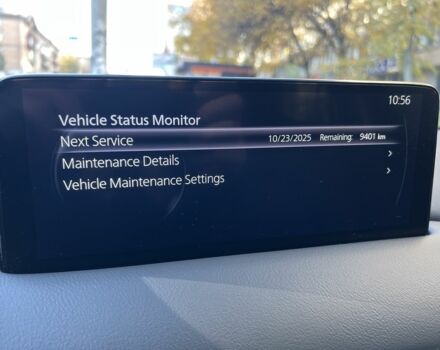 10:56
Vehicle Status Monitor
Next Service 10/23/2025 Remaining: 9401 km
Maintenance Details
Vehicle Maintenance Settings